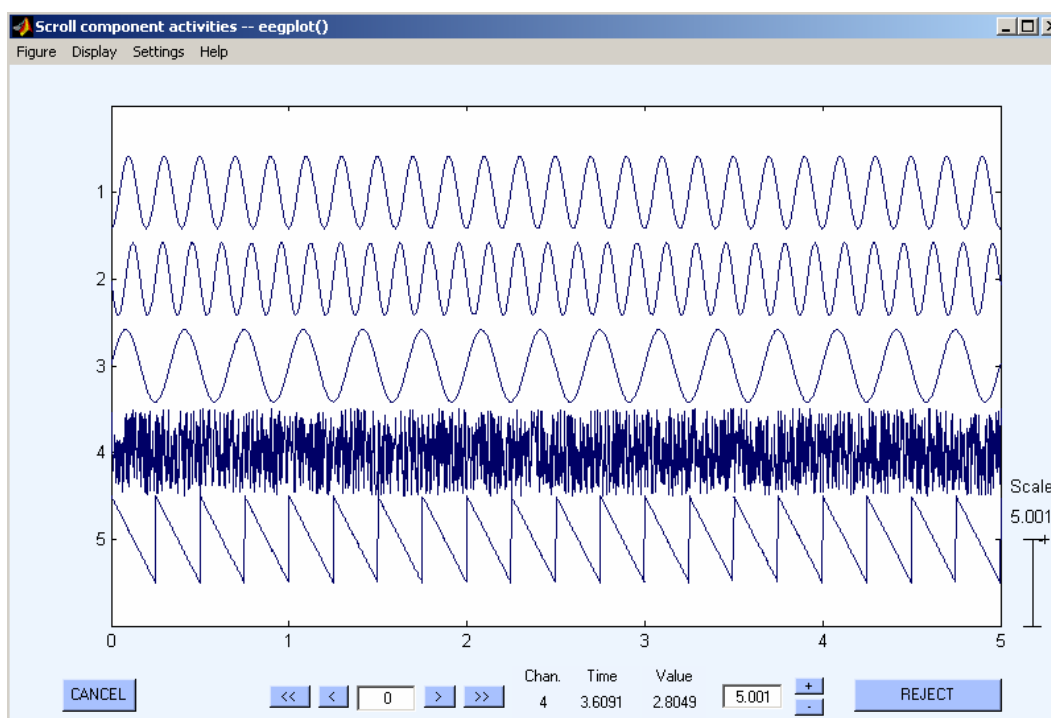 Scroll component activities -- eegplot()
Figure Display Settings Help
1
2
3
4
5
0 1 2 3 4 5
Scale
5.001
+
CANCEL
<< < 0 > >>
Chan. Time Value
4 3.6091 2.8049
5.001
+
-
REJECT